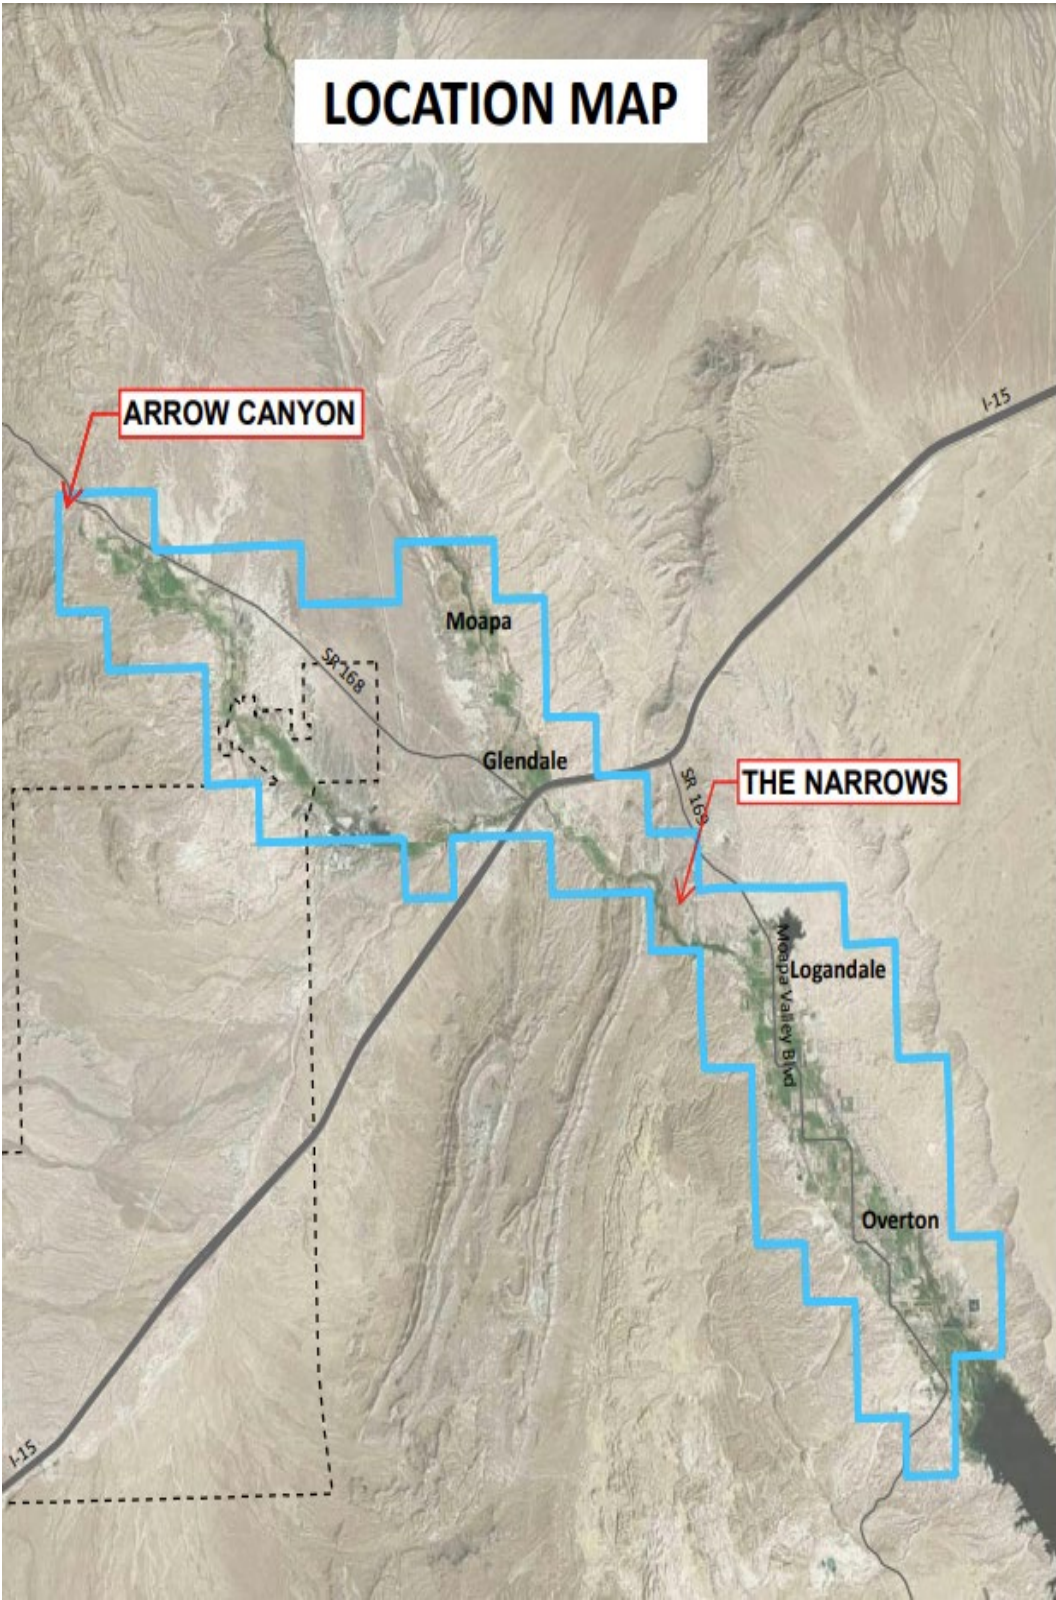 LOCATION MAP
I-15
ARROW CANYON
Moapa
SR 168
Glendale
SR 169
THE NARROWS
Moapa Valley Blvd
Logandale
Overton
I-15